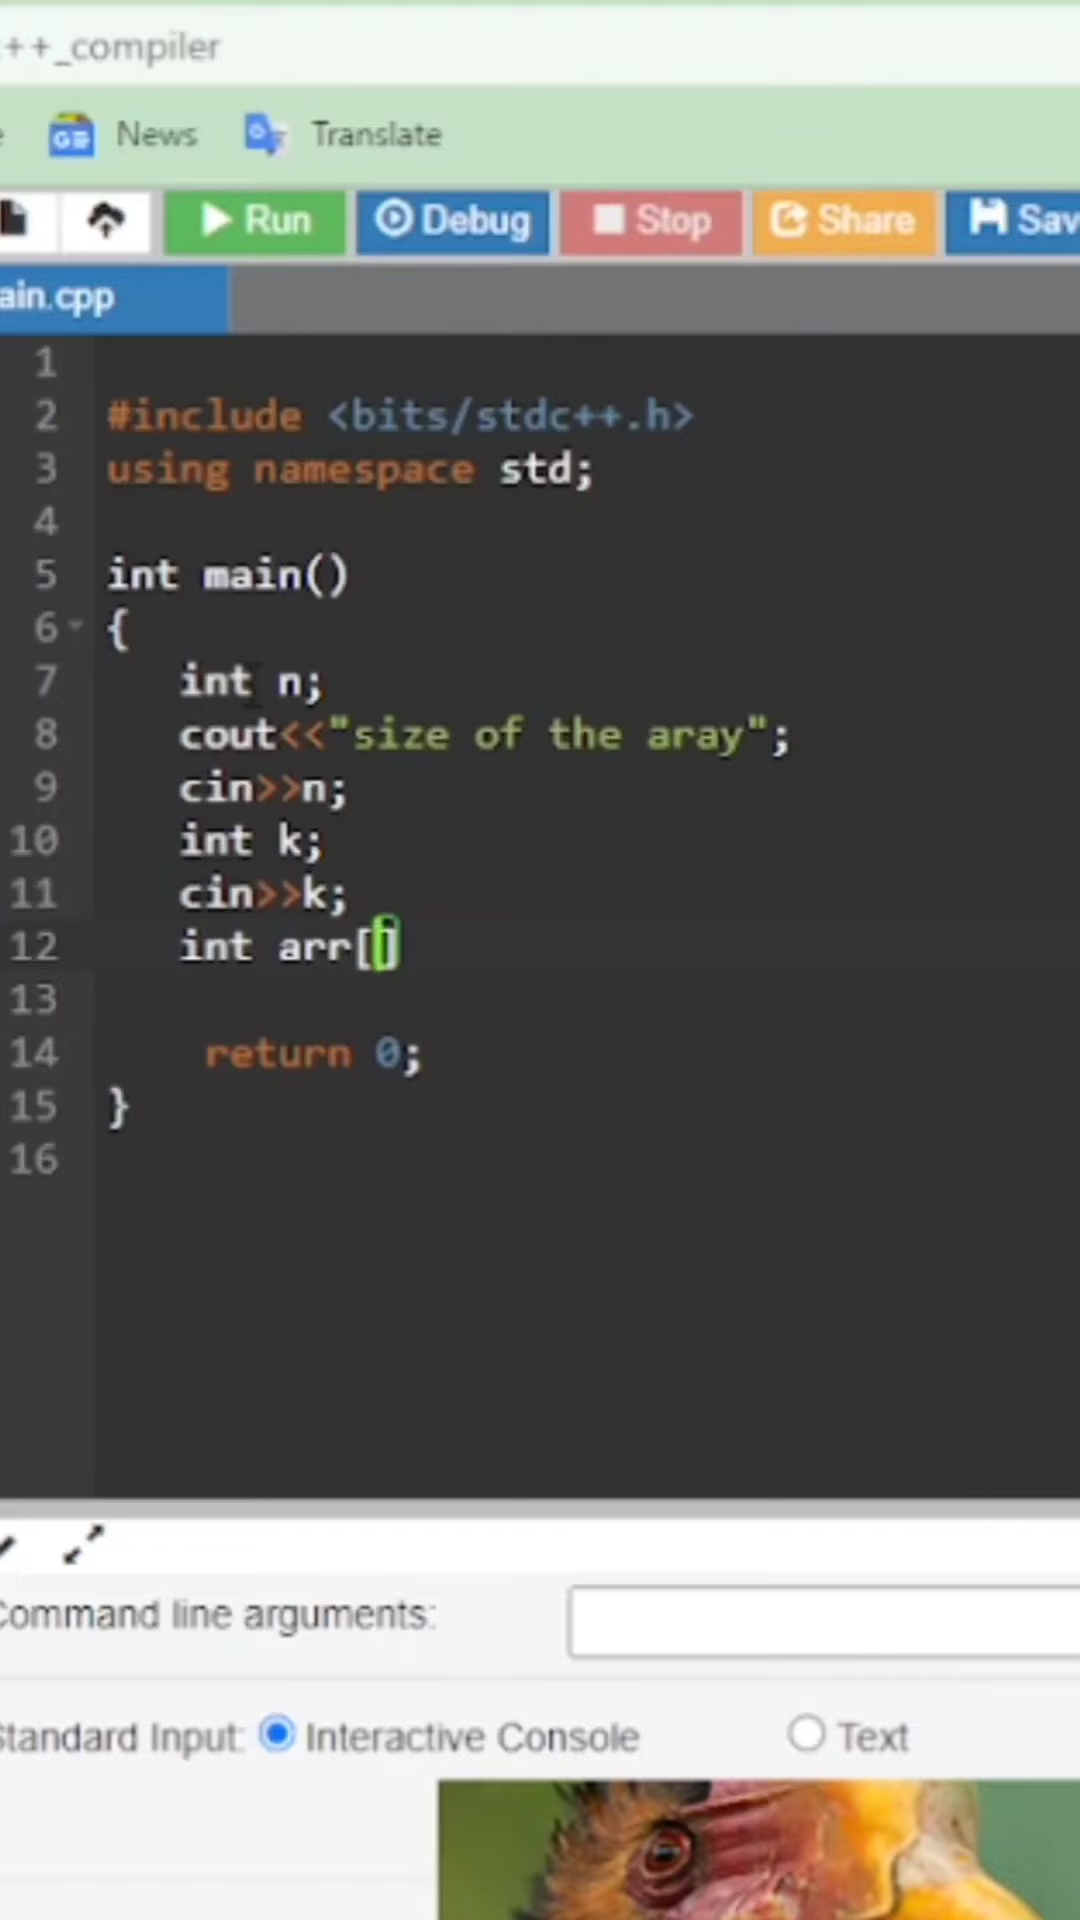 ++_compiler
News Translate
Run Debug Stop Share Sav
ain.cpp
1
2 #include <bits/stdc++.h>
3 using namespace std;
4
5 int main()
6 {
7 int n;
8 cout<<"size of the aray";
9 cin>>n;
10 int k;
11 cin>>k;
12 int arr[]
13
14 return 0;
15 }
16
Command line arguments:
Standard Input: Interactive Console Text